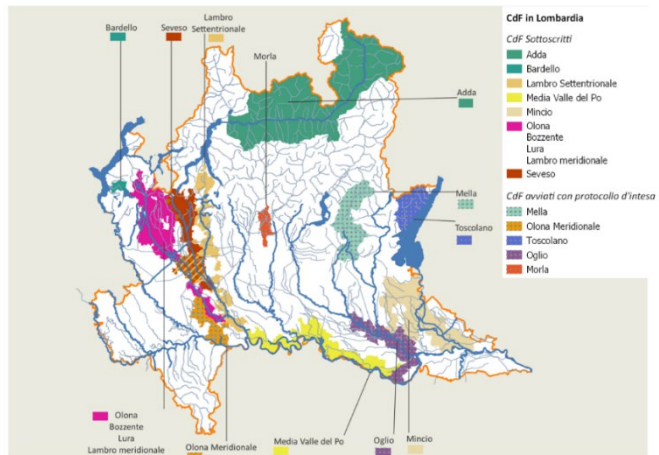 Bardello
Seveso
Lambro
Settentrionale
Morla
Adda
Mella
Toscolano
Olona
Bozzente
Lura
Lambro meridionale
Olona Meridionale
Media Valle del Po
Oglio
Mincio
CdF in Lombardia
CdF Sottoscritti
Adda
Bardello
Lambro Settentrionale
Media Valle del Po
Mincio
Olona
Bozzente
Lura
Lambro meridionale
Seveso
CdF avviati con protocollo d'intesa
Mella
Olona Meridionale
Toscolano
Oglio
Morla